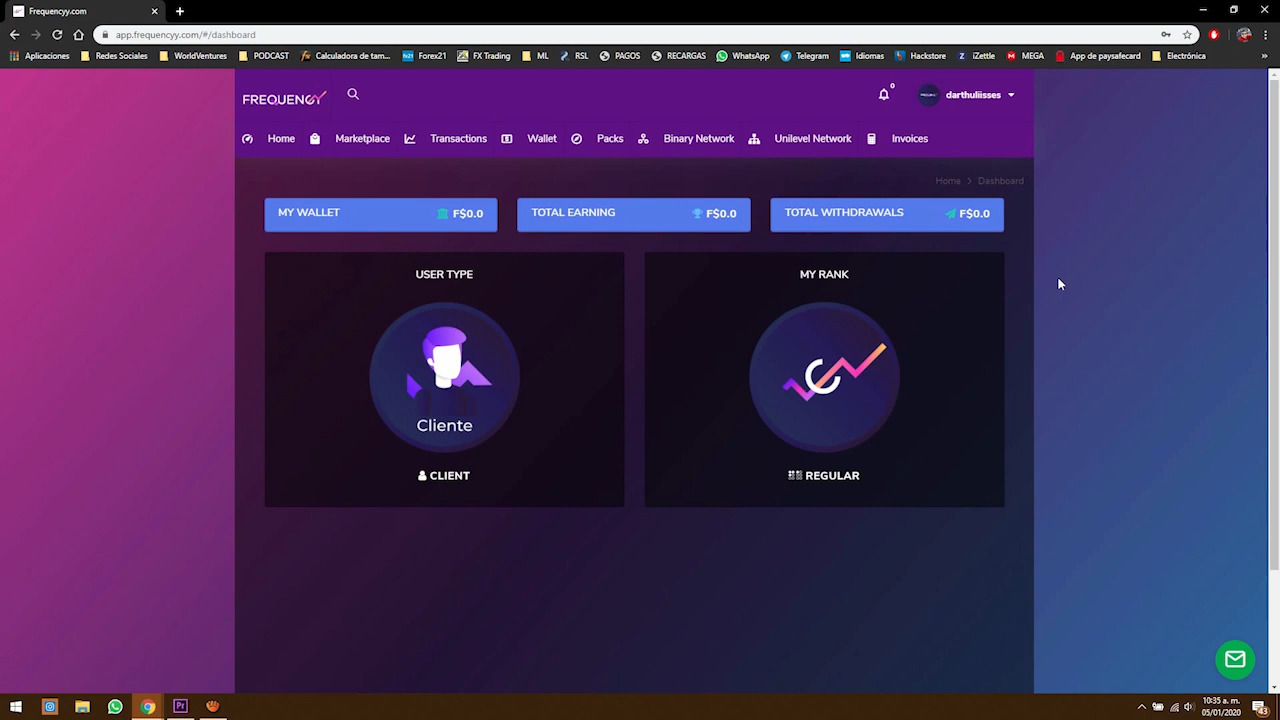 Frequencyy.com
app.frequencyy.com/#/dashboard
Aplicaciones Redes Sociales WorldVentures PODCAST Calculadora de tam... Forex21 FX Trading ML RSL PAGOS RECARGAS WhatsApp Telegram Idiomas Hackstore iZettle MEGA App de paysafecard Electrónica »
FREQUENCY
0
darthuliisses
Home Marketplace Transactions Wallet Packs Binary Network Unilevel Network Invoices
Home > Dashboard
MY WALLET F$0.0 TOTAL EARNING F$0.0 TOTAL WITHDRAWALS F$0.0
USER TYPE MY RANK
Cliente
CLIENT REGULAR
Pr
10:35 a. m.
05/01/2020
43